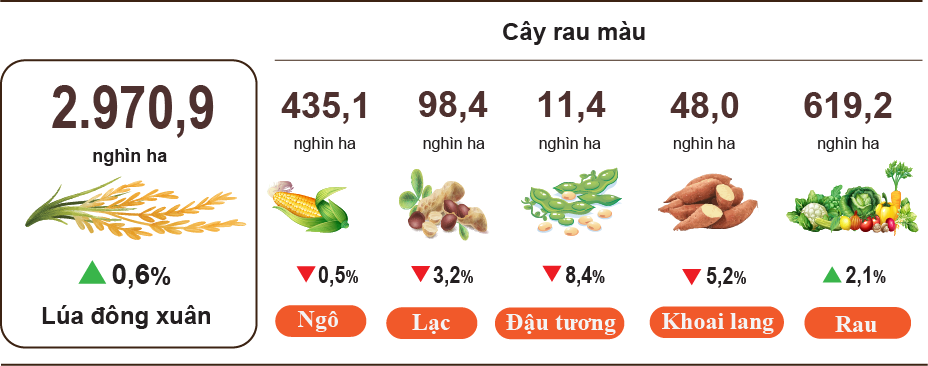 Cây rau màu
2.970,9
nghìn ha
0,6%
Lúa đông xuân
435,1
nghìn ha
0,5%
Ngô
98,4
nghìn ha
3,2%
Lạc
11,4
nghìn ha
8,4%
Đậu tương
48,0
nghìn ha
5,2%
Khoai lang
619,2
nghìn ha
2,1%
Rau